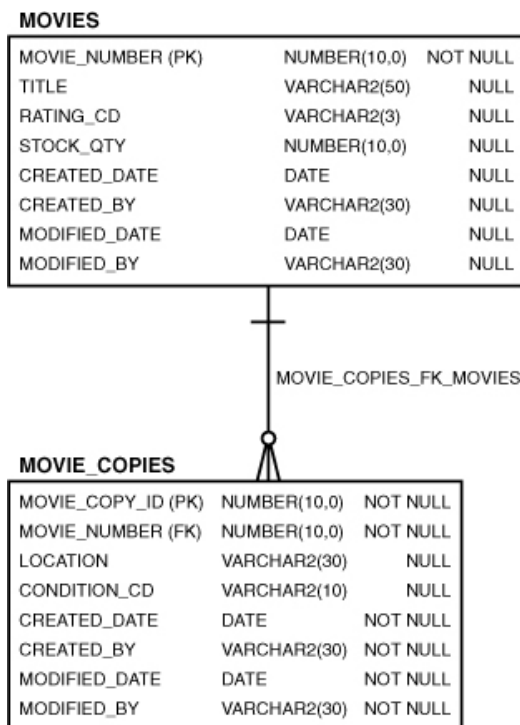 MOVIES
MOVIE_NUMBER (PK) NUMBER(10,0) NOT NULL
TITLE VARCHAR2(50) NULL
RATING_CD VARCHAR2(3) NULL
STOCK_QTY NUMBER(10,0) NULL
CREATED_DATE DATE NULL
CREATED_BY VARCHAR2(30) NULL
MODIFIED_DATE DATE NULL
MODIFIED_BY VARCHAR2(30) NULL
MOVIE_COPIES_FK_MOVIES
MOVIE_COPIES
MOVIE_COPY_ID (PK) NUMBER(10,0) NOT NULL
MOVIE_NUMBER (FK) NUMBER(10,0) NOT NULL
LOCATION VARCHAR2(30) NULL
CONDITION_CD VARCHAR2(10) NULL
CREATED_DATE DATE NOT NULL
CREATED_BY VARCHAR2(30) NOT NULL
MODIFIED_DATE DATE NOT NULL
MODIFIED_BY VARCHAR2(30) NOT NULL